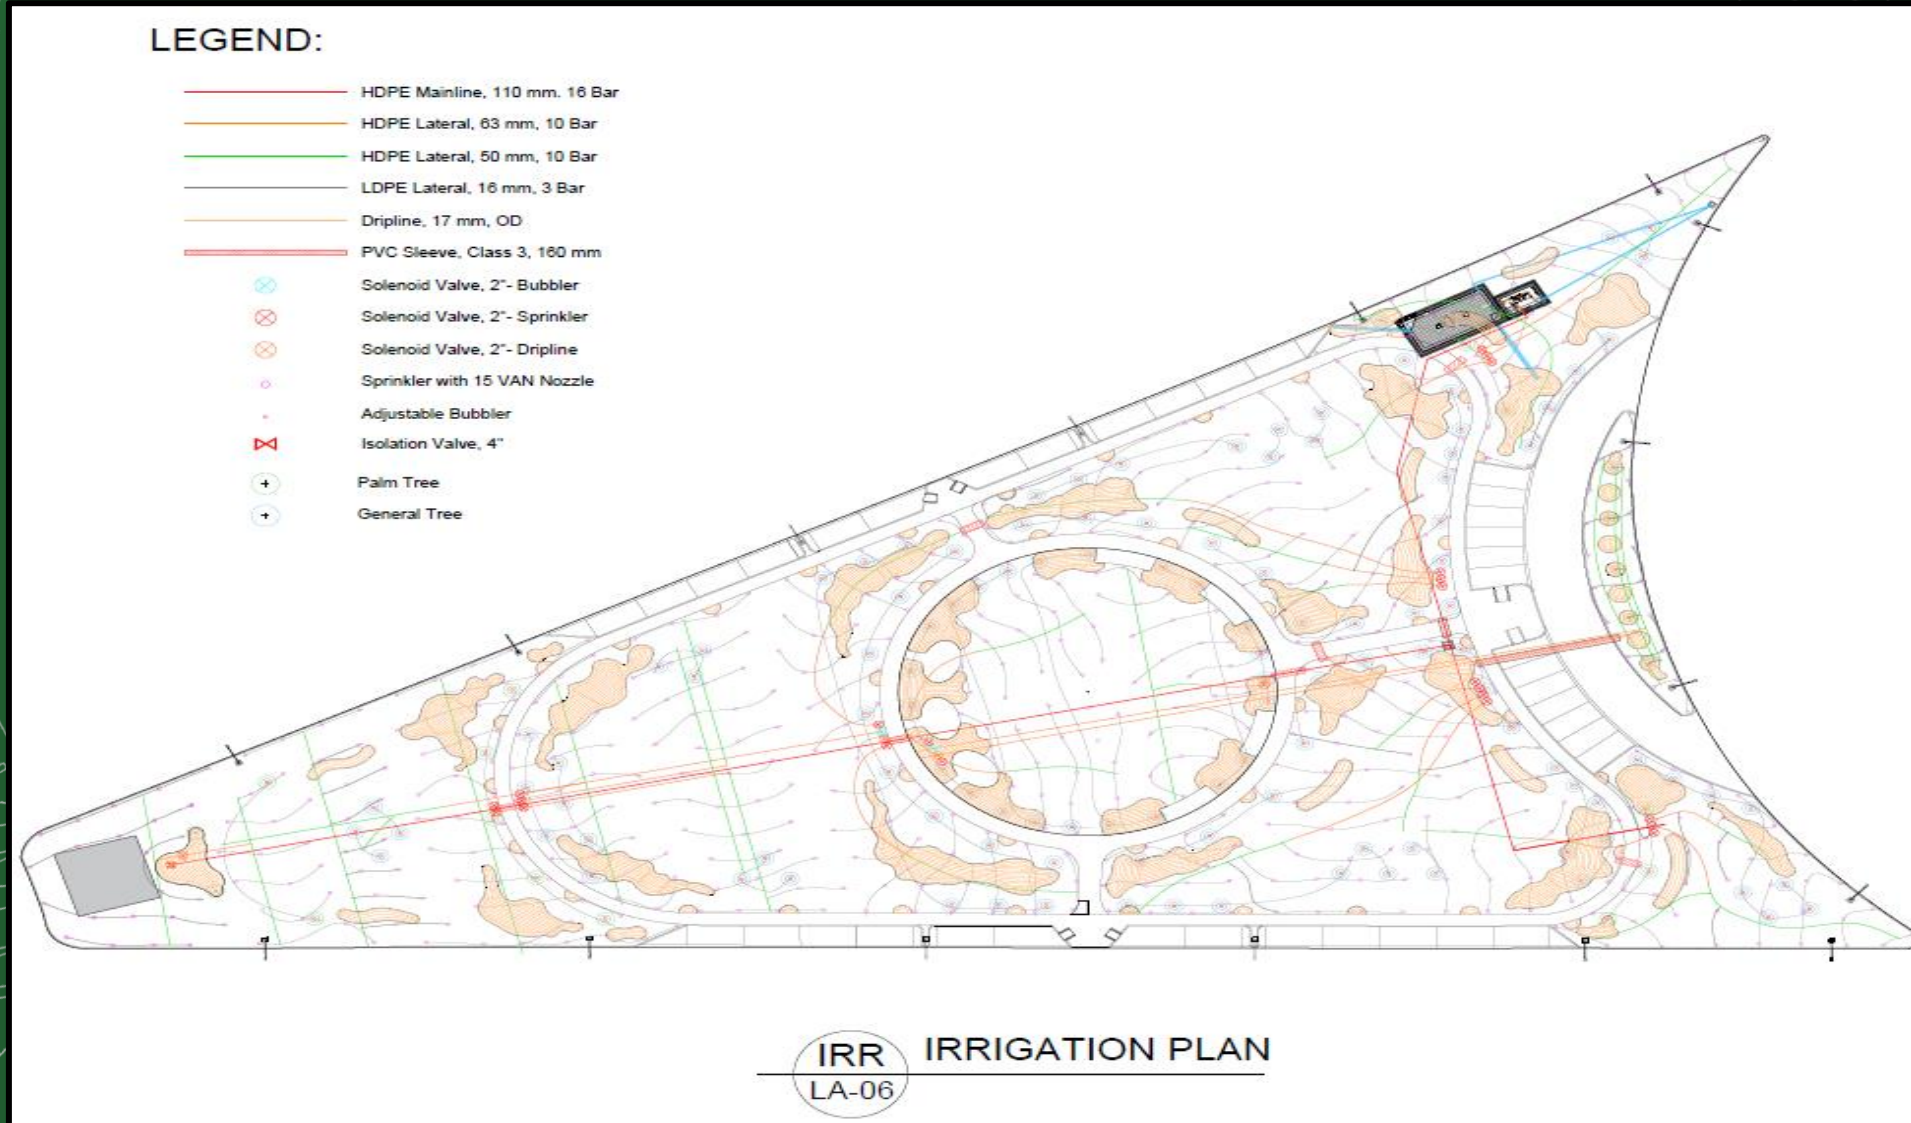 LEGEND:
HDPE Mainline, 110 mm. 16 Bar
HDPE Lateral, 63 mm, 10 Bar
HDPE Lateral, 50 mm, 10 Bar
LDPE Lateral, 16 mm, 3 Bar
Dripline, 17 mm, OD
PVC Sleeve, Class 3, 160 mm
Solenoid Valve, 2"- Bubbler
Solenoid Valve, 2"- Sprinkler
Solenoid Valve, 2"- Dripline
Sprinkler with 15 VAN Nozzle
Adjustable Bubbler
Isolation Valve, 4"
Palm Tree
General Tree
IRR IRRIGATION PLAN
LA-06